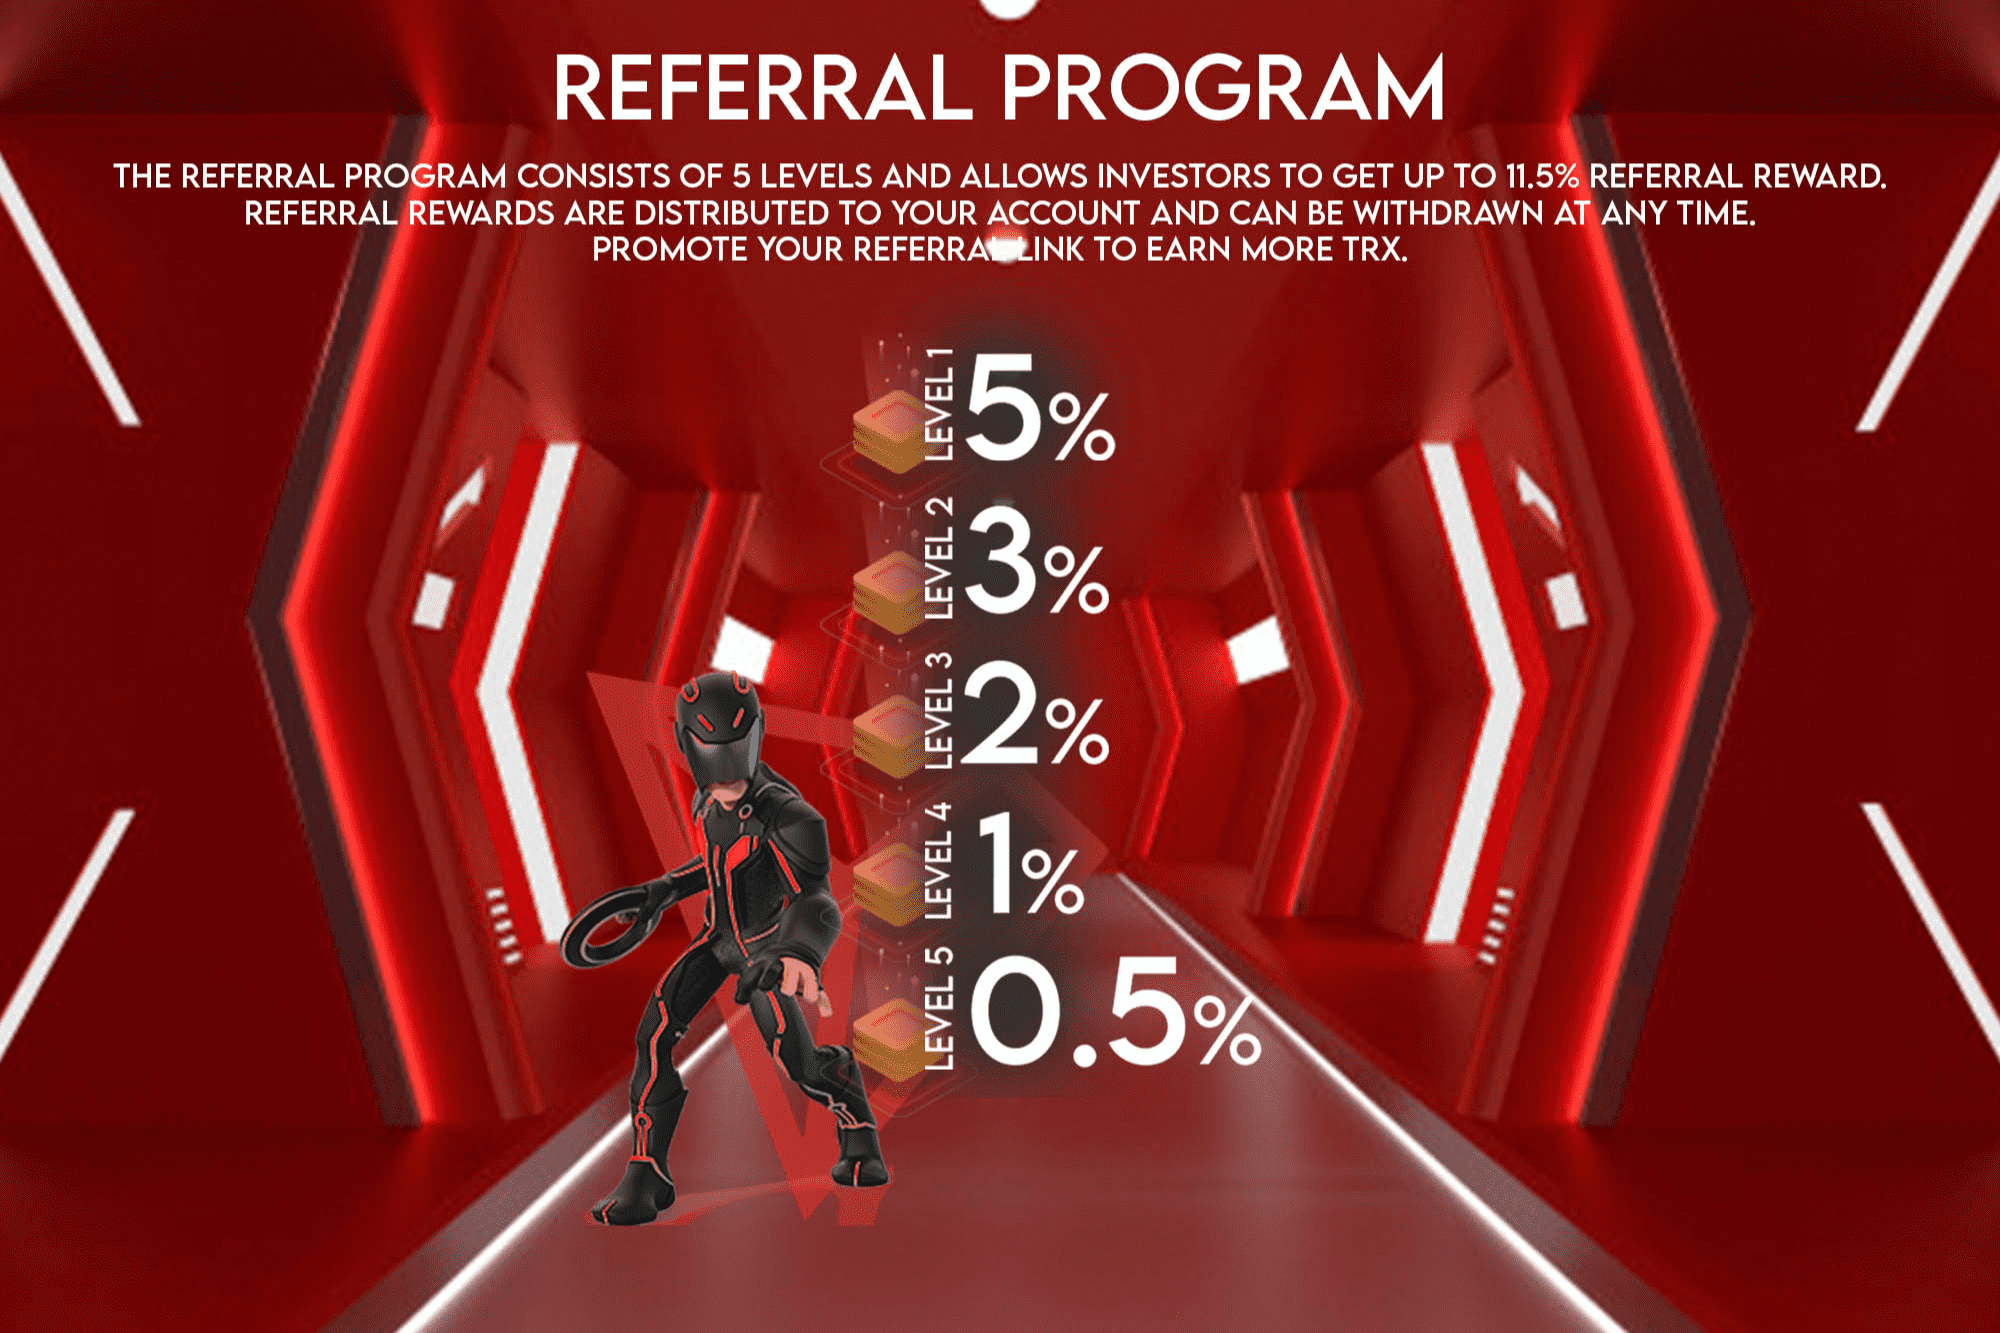 REFERRAL PROGRAM
THE REFERRAL PROGRAM CONSISTS OF 5 LEVELS AND ALLOWS INVESTORS TO GET UP TO 11.5% REFERRAL REWARD.
REFERRAL REWARDS ARE DISTRIBUTED TO YOUR ACCOUNT AND CAN BE WITHDRAWN AT ANY TIME.
PROMOTE YOUR REFERRAL LINK TO EARN MORE TRX.
LEVEL 1 5%
LEVEL 2 3%
LEVEL 3 2%
LEVEL 4 1%
LEVEL 5 0.5%